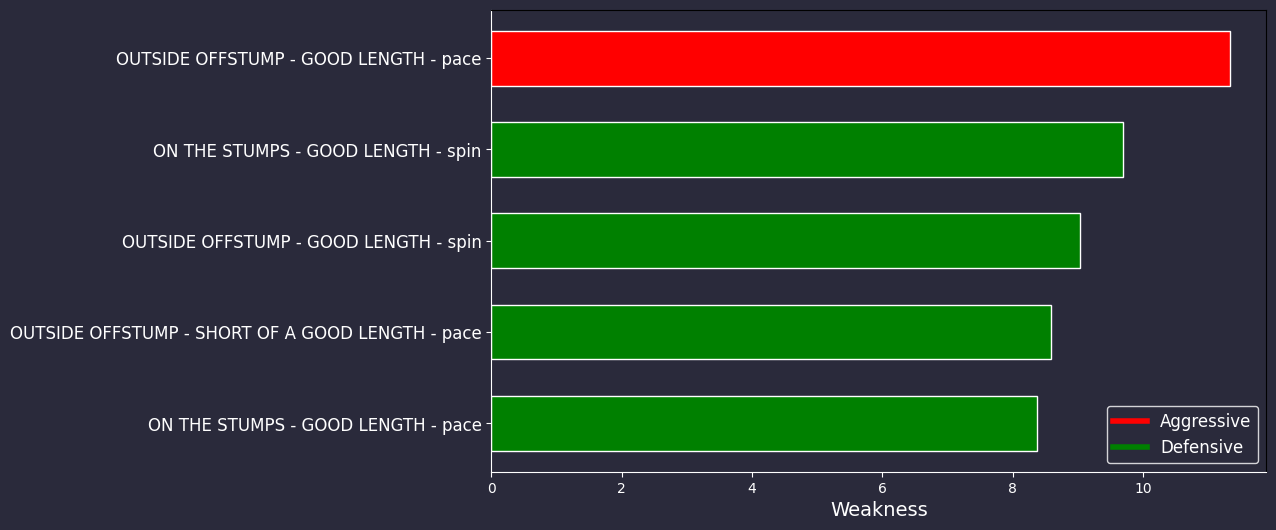 OUTSIDE OFFSTUMP - GOOD LENGTH - pace
ON THE STUMPS - GOOD LENGTH - spin
OUTSIDE OFFSTUMP - GOOD LENGTH - spin
OUTSIDE OFFSTUMP - SHORT OF A GOOD LENGTH - pace
ON THE STUMPS - GOOD LENGTH - pace
Aggressive
Defensive
0 2 4 6 8 10
Weakness